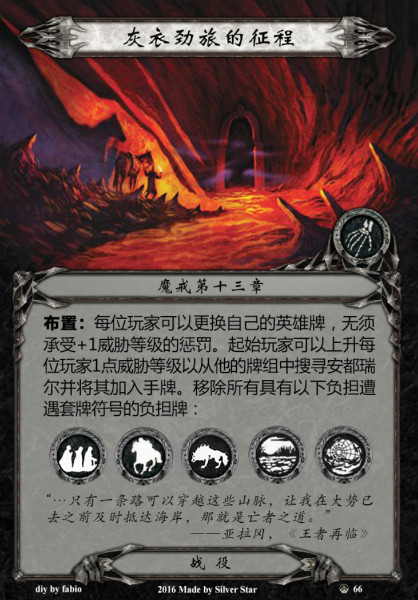 灰衣劲旅的征程
魔戒第十三章
布置：每位玩家可以更换自己的英雄牌，无须
承受+1威胁等级的惩罚。起始玩家可以上升每
位玩家1点威胁等级以从他的牌组中搜寻安都瑞
尔并将其加入手牌。移除所有具有以下负担遭
遇套牌符号的负担牌：
“…只有一条路可以穿越这些山脉，让我在大势已
去之前及时抵达海岸，那就是亡者之道。”
——亚拉冈，《王者再临》
战役
diy by fabio
2016 Made by Silver Star
66